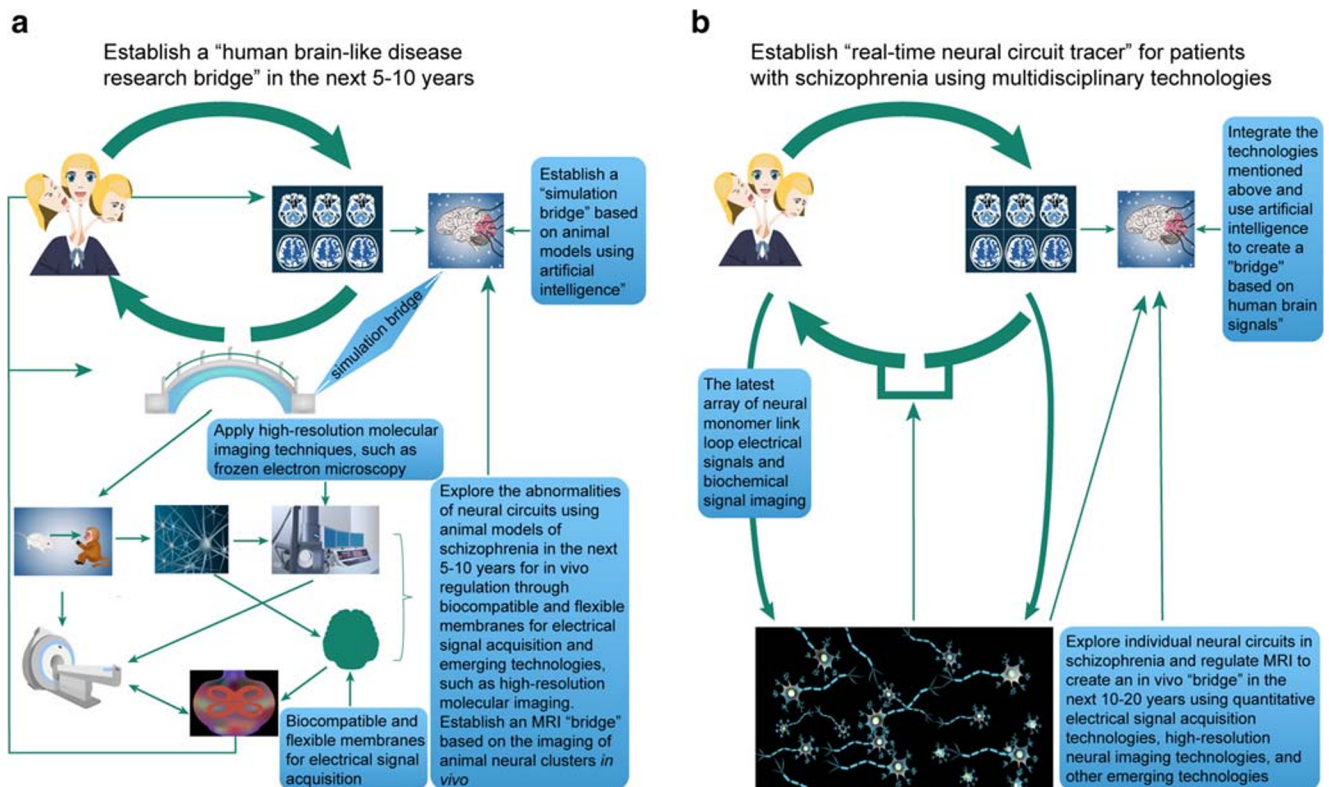 a
Establish a “human brain-like disease
research bridge” in the next 5-10 years
Establish a
“simulation
bridge” based
on animal
models using
artificial
intelligence”
simulation bridge
Apply high-resolution molecular
imaging techniques, such as
frozen electron microscopy
Explore the abnormalities
of neural circuits using
animal models of
schizophrenia in the next
5-10 years for in vivo
regulation through
biocompatible and flexible
membranes for electrical
signal acquisition and
emerging technologies,
such as high-resolution
molecular imaging.
Establish an MRI “bridge”
based on the imaging of
animal neural clusters in
vivo
Biocompatible and
flexible membranes
for electrical signal
acquisition
b
Establish “real-time neural circuit tracer” for patients
with schizophrenia using multidisciplinary technologies
Integrate the
technologies
mentioned
above and
use artificial
intelligence
to create a
"bridge"
based on
human brain
signals”
The latest
array of neural
monomer link
loop electrical
signals and
biochemical
signal imaging
Explore individual neural circuits in
schizophrenia and regulate MRI to
create an in vivo “bridge” in the
next 10-20 years using quantitative
electrical signal acquisition
technologies, high-resolution
neural imaging technologies, and
other emerging technologies